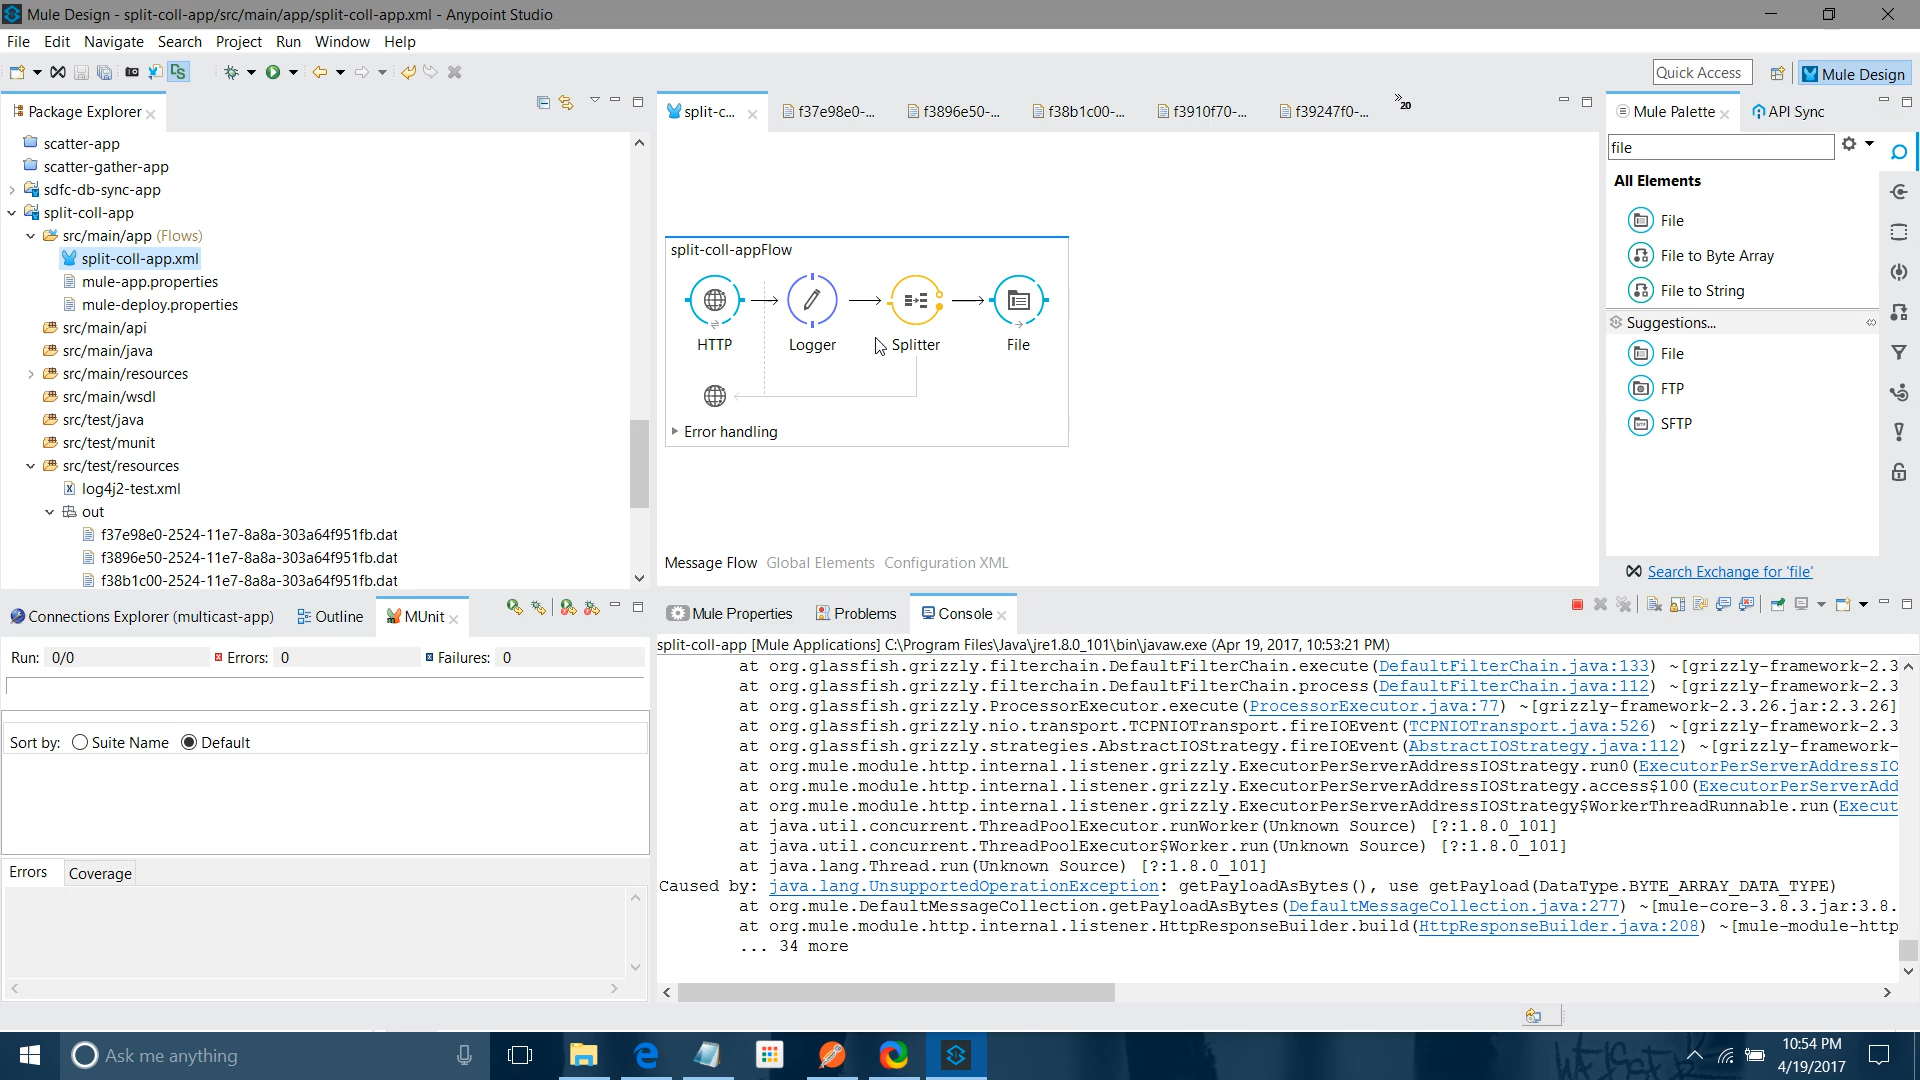 Mule Design - split-coll-app/src/main/app/split-coll-app.xml - Anypoint Studio
File Edit Navigate Search Project Run Window Help
Quick Access
Mule Design
Package Explorer
split-c...
f37e98e0-...
f3896e50-...
f38b1c00-...
f3910f70-...
f39247f0-...
20
Mule Palette
API Sync
scatter-app
scatter-gather-app
sdfc-db-sync-app
split-coll-app
src/main/app (Flows)
split-coll-app.xml
mule-app.properties
mule-deploy.properties
src/main/api
src/main/java
src/main/resources
src/main/wsdl
src/test/java
src/test/munit
src/test/resources
log4j2-test.xml
out
f37e98e0-2524-11e7-8a8a-303a64f951fb.dat
f3896e50-2524-11e7-8a8a-303a64f951fb.dat
f38b1c00-2524-11e7-8a8a-303a64f951fb.dat
split-coll-appFlow
HTTP
Logger
Splitter
File
Error handling
Message Flow Global Elements Configuration XML
file
All Elements
File
File to Byte Array
File to String
Suggestions...
File
FTP
SFTP
Search Exchange for 'file'
Connections Explorer (multicast-app)
Outline
MUnit
Run: 0/0
Errors: 0
Failures: 0
Sort by: Suite Name Default
Errors
Coverage
Mule Properties
Problems
Console
split-coll-app [Mule Applications] C:\Program Files\Java\jre1.8.0_101\bin\javaw.exe (Apr 19, 2017, 10:53:21 PM)
at org.glassfish.grizzly.filterchain.DefaultFilterChain.execute(DefaultFilterChain.java:133) ~[grizzly-framework-2.3
at org.glassfish.grizzly.filterchain.DefaultFilterChain.process(DefaultFilterChain.java:112) ~[grizzly-framework-2.3
at org.glassfish.grizzly.ProcessorExecutor.execute(ProcessorExecutor.java:77) ~[grizzly-framework-2.3.26.jar:2.3.26]
at org.glassfish.grizzly.nio.transport.TCPNIOTransport.fireIOEvent(TCPNIOTransport.java:526) ~[grizzly-framework-2.3
at org.glassfish.grizzly.strategies.AbstractIOStrategy.fireIOEvent(AbstractIOStrategy.java:112) ~[grizzly-framework-
at org.mule.module.http.internal.listener.grizzly.ExecutorPerServerAddressIOStrategy.run0(ExecutorPerServerAddressIO
at org.mule.module.http.internal.listener.grizzly.ExecutorPerServerAddressIOStrategy.access$100(ExecutorPerServerAdd
at org.mule.module.http.internal.listener.grizzly.ExecutorPerServerAddressIOStrategy$WorkerThreadRunnable.run(Execut
at java.util.concurrent.ThreadPoolExecutor.runWorker(Unknown Source) [?:1.8.0_101]
at java.util.concurrent.ThreadPoolExecutor$Worker.run(Unknown Source) [?:1.8.0_101]
at java.lang.Thread.run(Unknown Source) [?:1.8.0_101]
Caused by: java.lang.UnsupportedOperationException: getPayloadAsBytes(), use getPayload(DataType.BYTE_ARRAY_DATA_TYPE)
at org.mule.DefaultMessageCollection.getPayloadAsBytes(DefaultMessageCollection.java:277) ~[mule-core-3.8.3.jar:3.8.
at org.mule.module.http.internal.listener.HttpResponseBuilder.build(HttpResponseBuilder.java:208) ~[mule-module-http
... 34 more
Ask me anything
10:54 PM
4/19/2017